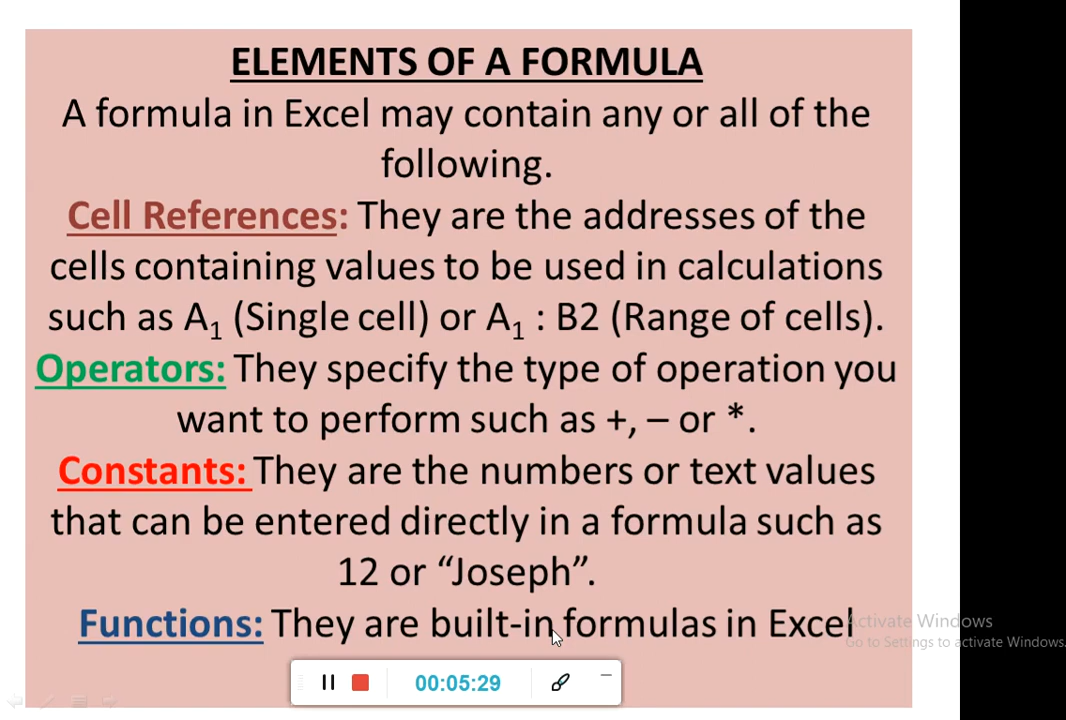 ELEMENTS OF A FORMULA
A formula in Excel may contain any or all of the
following.
Cell References: They are the addresses of the
cells containing values to be used in calculations
such as A₁ (Single cell) or A₁ : B2 (Range of cells).
Operators: They specify the type of operation you
want to perform such as +, – or *.
Constants: They are the numbers or text values
that can be entered directly in a formula such as
12 or “Joseph”.
Functions: They are built-in formulas in Excel
Activate Windows
Go to Settings to activate Windows.
00:05:29